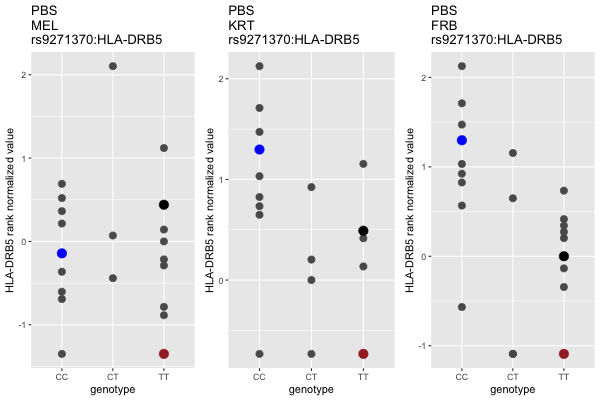 PBS
MEL
rs9271370:HLA-DRB5
HLA-DRB5 rank normalized value
2
1
0
-1
CC
CT
TT
genotype
PBS
KRT
rs9271370:HLA-DRB5
HLA-DRB5 rank normalized value
2
1
0
CC
CT
TT
genotype
PBS
FRB
rs9271370:HLA-DRB5
HLA-DRB5 rank normalized value
2
1
0
-1
CC
CT
TT
genotype